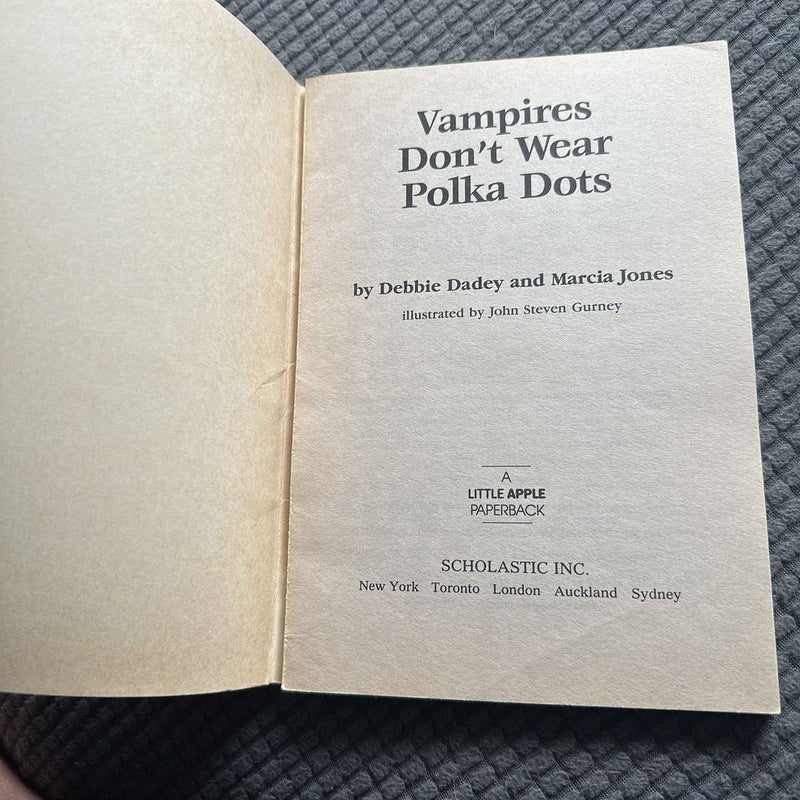 Vampires
Don't Wear
Polka Dots
by Debbie Dadey and Marcia Jones
illustrated by John Steven Gurney
A
LITTLE APPLE
PAPERBACK
SCHOLASTIC INC.
New York Toronto London Auckland Sydney